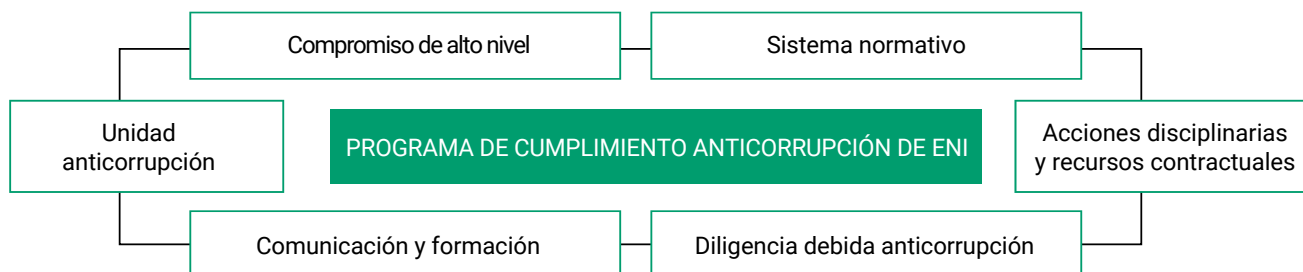 Compromiso de alto nivel
Sistema normativo
Unidad
anticorrupción
PROGRAMA DE CUMPLIMIENTO ANTICORRUPCIÓN DE ENI
Acciones disciplinarias
y recursos contractuales
Comunicación y formación
Diligencia debida anticorrupción